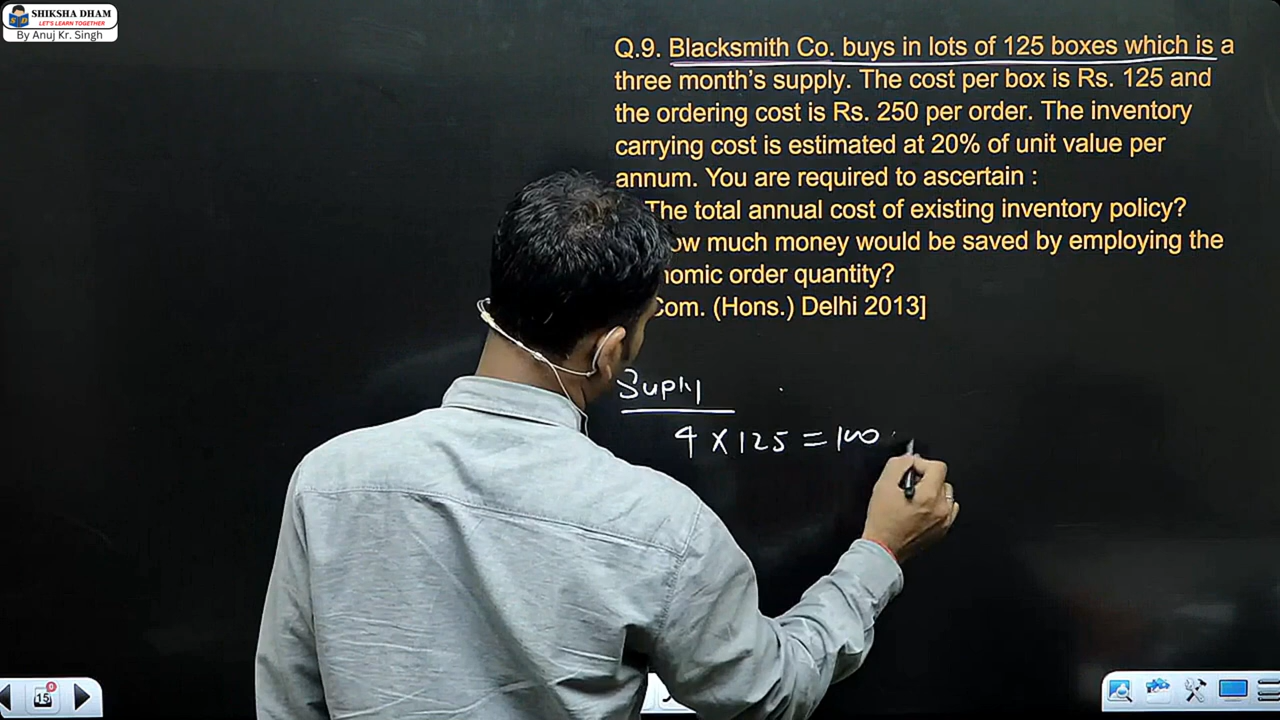 SHIKSHA DHAM
LET'S LEARN TOGETHER
By Anuj Kr. Singh
Q.9. Blacksmith Co. buys in lots of 125 boxes which is a
three month's supply. The cost per box is Rs. 125 and
the ordering cost is Rs. 250 per order. The inventory
carrying cost is estimated at 20% of unit value per
annum. You are required to ascertain :
The total annual cost of existing inventory policy?
much money would be saved by employing the
order quantity?
Com. (Hons.) Delhi 2013]
Suply
4 × 125 = 100
15
0